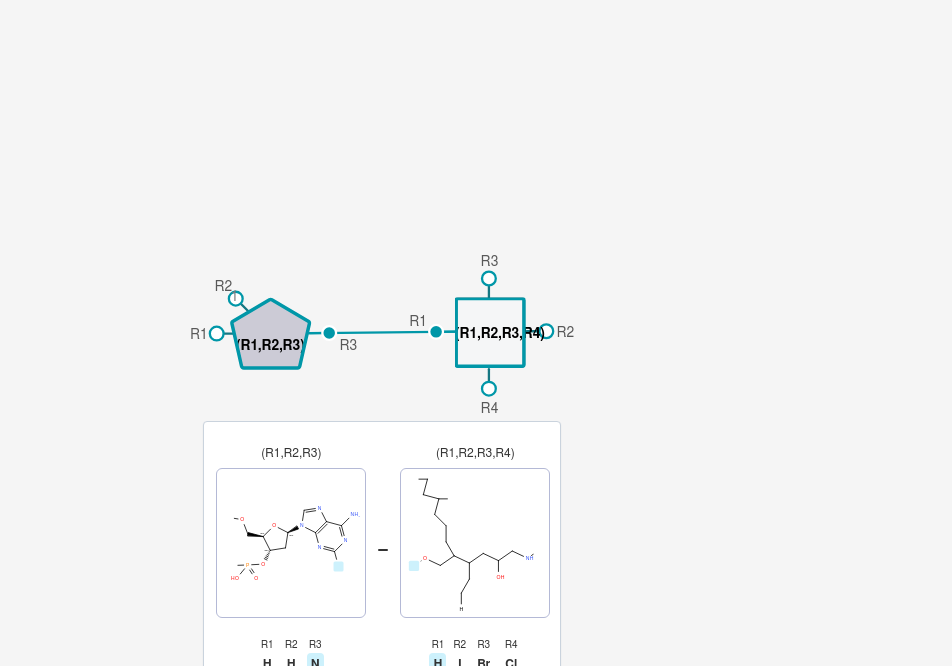 R3
R2
R1
R1
R2
R3
(R1,R2,R3)
(R1,R2,R3,R4)
R4
(R1,R2,R3) (R1,R2,R3,R4)
O
O
O
P
HO
O
N
N
N
N
NH
O
OH
NH
H
R1 R2 R3 R1 R2 R3 R4
H H N H I Br Cl